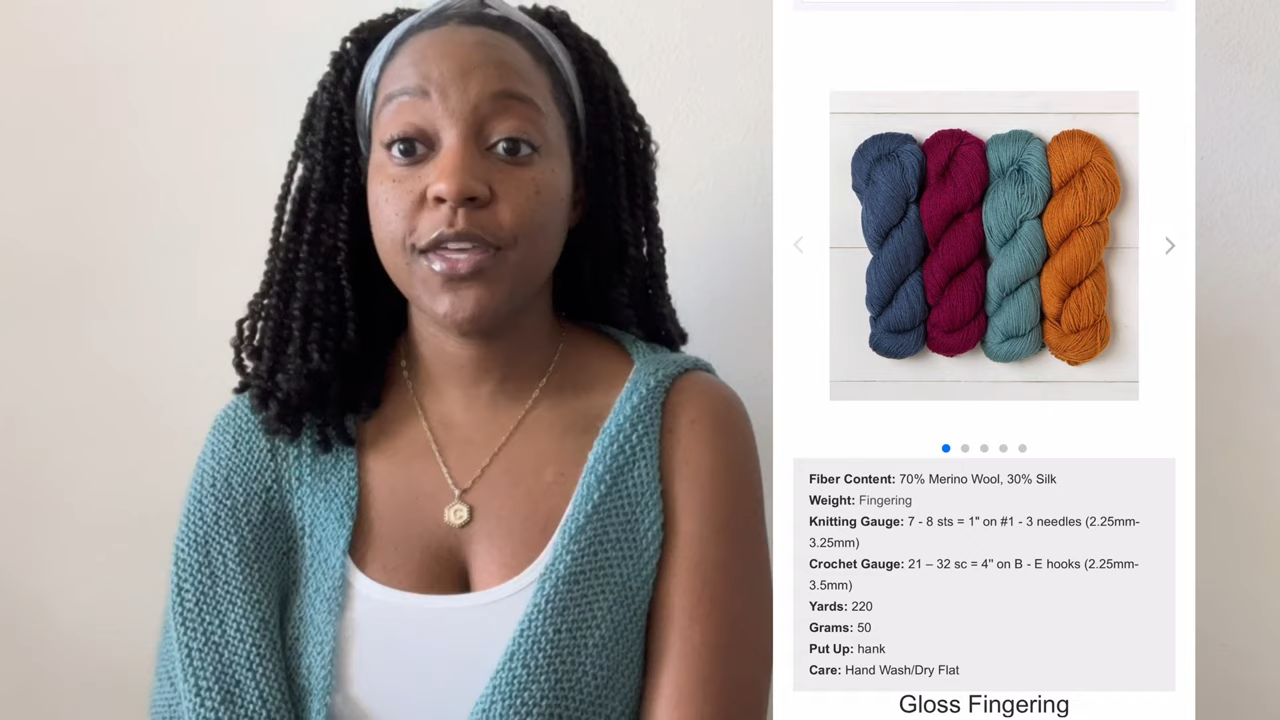 Fiber Content: 70% Merino Wool, 30% Silk
Weight: Fingering
Knitting Gauge: 7 - 8 sts = 1" on #1 - 3 needles (2.25mm-
3.25mm)
Crochet Gauge: 21 – 32 sc = 4" on B - E hooks (2.25mm-
3.5mm)
Yards: 220
Grams: 50
Put Up: hank
Care: Hand Wash/Dry Flat
Gloss Fingering